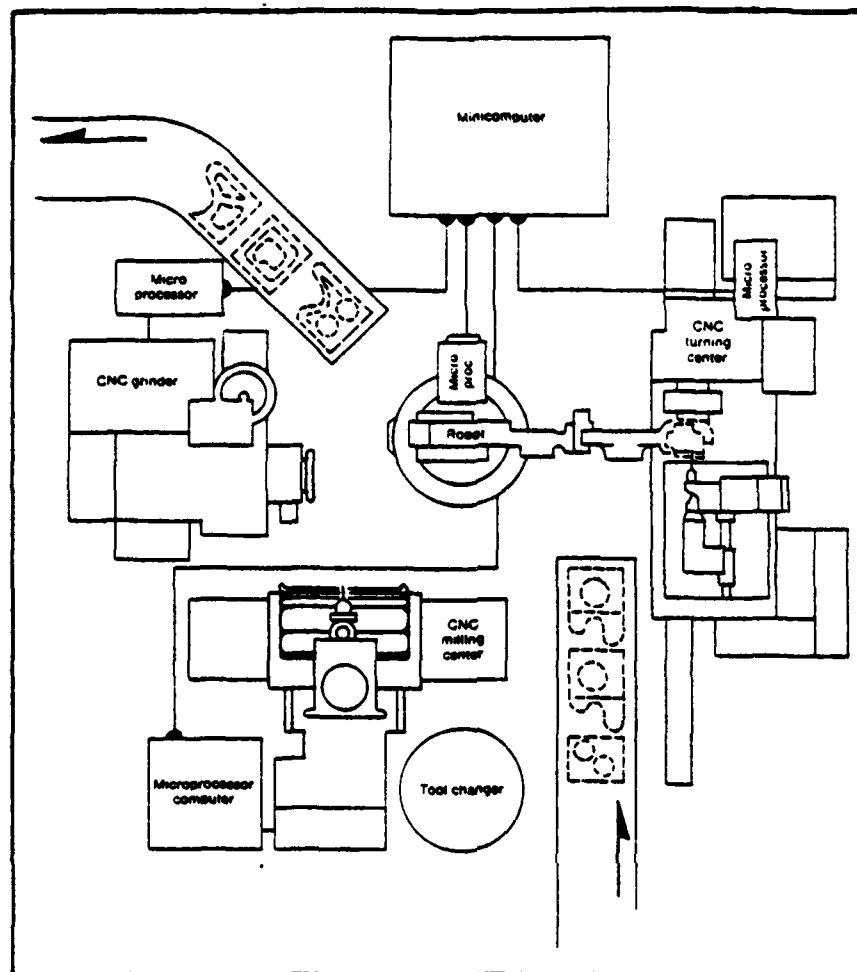 Minicomputer
Micro
processor
Micro
processor
CNC
turning
center
CNC grinder
Micro
proc
Robot
CNC
milling
center
Microprocessor
computer
Tool changer